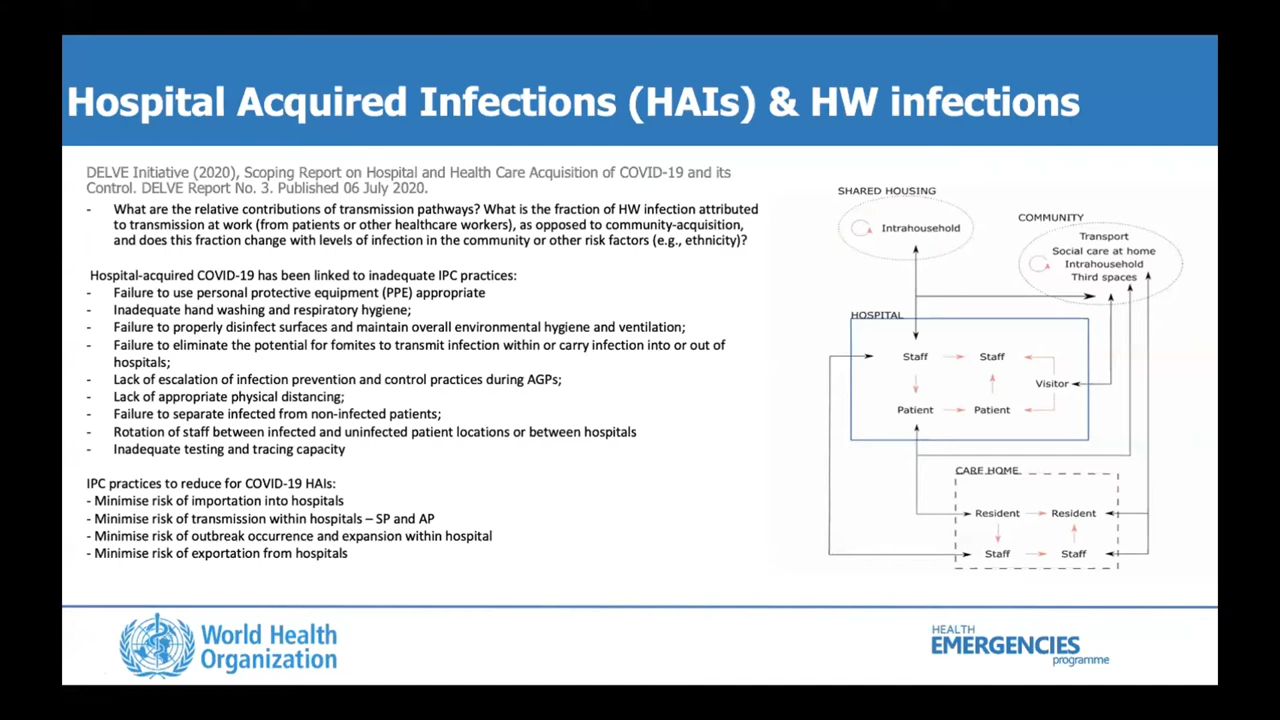 Hospital Acquired Infections (HAIs) & HW infections
DELVE Initiative (2020), Scoping Report on Hospital and Health Care Acquisition of COVID-19 and its
Control. DELVE Report No. 3. Published 06 July 2020.
- What are the relative contributions of transmission pathways? What is the fraction of HW infection attributed
to transmission at work (from patients or other healthcare workers), as opposed to community-acquisition,
and does this fraction change with levels of infection in the community or other risk factors (e.g., ethnicity)?
Hospital-acquired COVID-19 has been linked to inadequate IPC practices:
- Failure to use personal protective equipment (PPE) appropriate
- Inadequate hand washing and respiratory hygiene;
- Failure to properly disinfect surfaces and maintain overall environmental hygiene and ventilation;
- Failure to eliminate the potential for fomites to transmit infection within or carry infection into or out of
hospitals;
- Lack of escalation of infection prevention and control practices during AGPs;
- Lack of appropriate physical distancing;
- Failure to separate infected from non-infected patients;
- Rotation of staff between infected and uninfected patient locations or between hospitals
- Inadequate testing and tracing capacity
IPC practices to reduce for COVID-19 HAIs:
- Minimise risk of importation into hospitals
- Minimise risk of transmission within hospitals – SP and AP
- Minimise risk of outbreak occurrence and expansion within hospital
- Minimise risk of exportation from hospitals
SHARED HOUSING
Intrahousehold
COMMUNITY
Transport
Social care at home
Intrahousehold
Third spaces
HOSPITAL
Staff Staff
Visitor
Patient Patient
CARE HOME
Resident Resident
Staff Staff
World Health
Organization
HEALTH
EMERGENCIES
programme